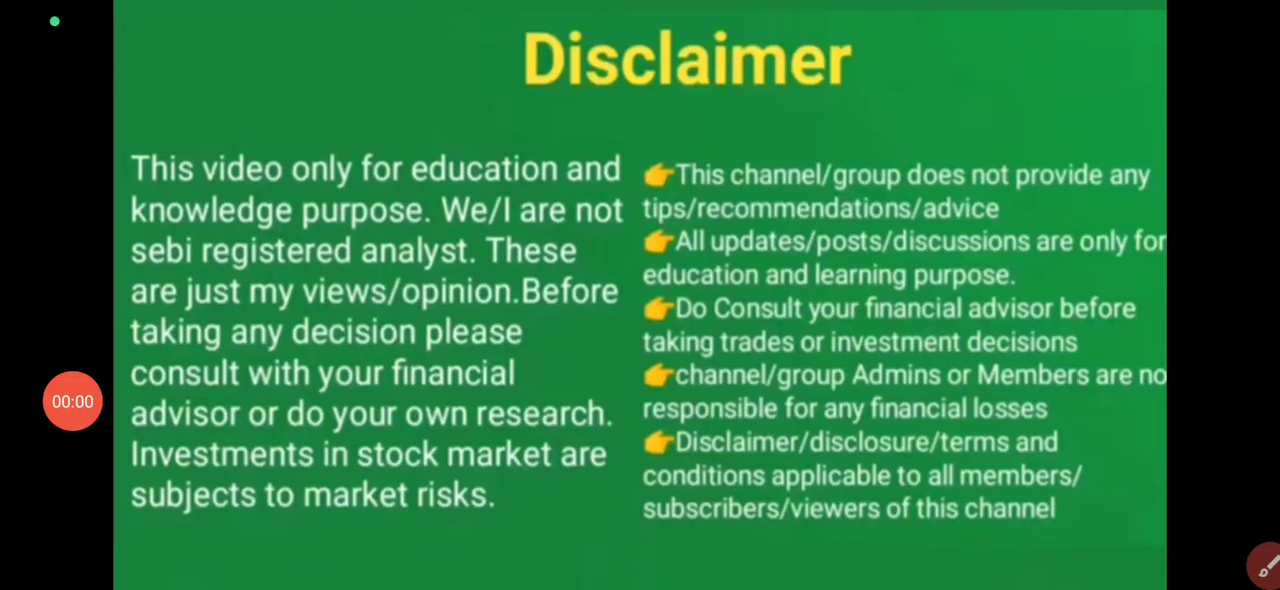 Disclaimer
This video only for education and
knowledge purpose. We/I are not
sebi registered analyst. These
are just my views/opinion.Before
taking any decision please
consult with your financial
advisor or do your own research.
Investments in stock market are
subjects to market risks.
👉This channel/group does not provide any
tips/recommendations/advice
👉All updates/posts/discussions are only for
education and learning purpose.
👉Do Consult your financial advisor before
taking trades or investment decisions
👉channel/group Admins or Members are no
responsible for any financial losses
👉Disclaimer/disclosure/terms and
conditions applicable to all members/
subscribers/viewers of this channel
00:00